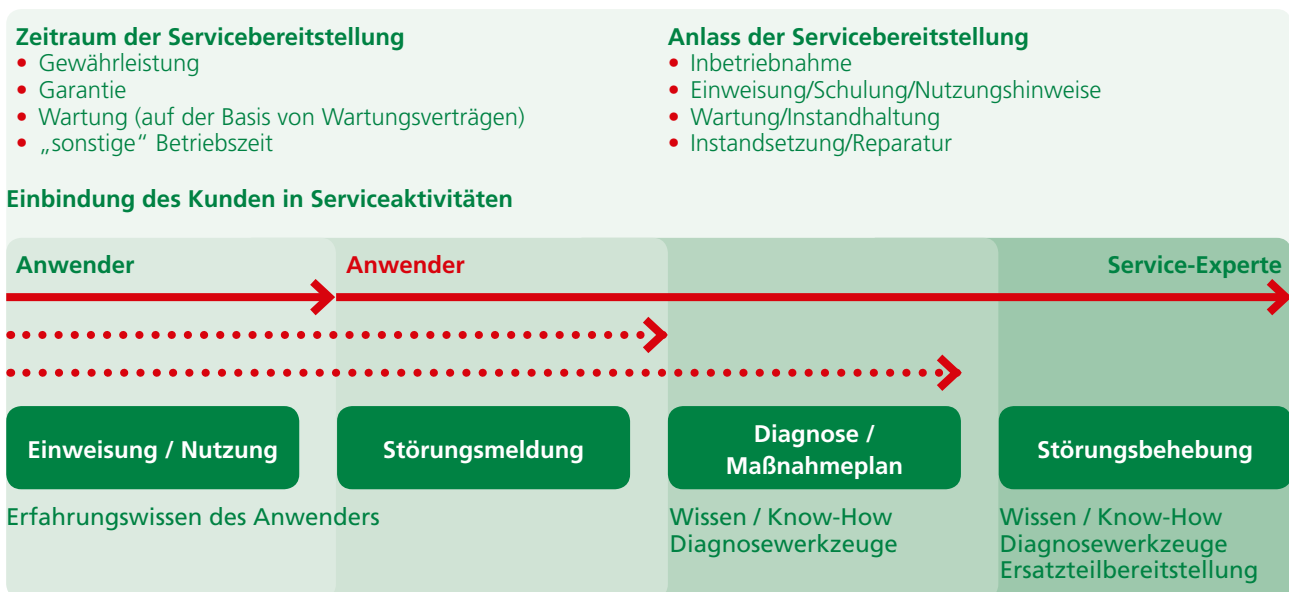 Zeitraum der Servicebereitstellung
• Gewährleistung
• Garantie
• Wartung (auf der Basis von Wartungsverträgen)
• „sonstige“ Betriebszeit
Anlass der Servicebereitstellung
• Inbetriebnahme
• Einweisung/Schulung/Nutzungshinweise
• Wartung/Instandhaltung
• Instandsetzung/Reparatur
Einbindung des Kunden in Serviceaktivitäten
Anwender
Anwender
Service-Experte
Einweisung / Nutzung
Störungsmeldung
Diagnose /
Maßnahmeplan
Störungsbehebung
Erfahrungswissen des Anwenders
Wissen / Know-How
Diagnosewerkzeuge
Wissen / Know-How
Diagnosewerkzeuge
Ersatzteilbereitstellung